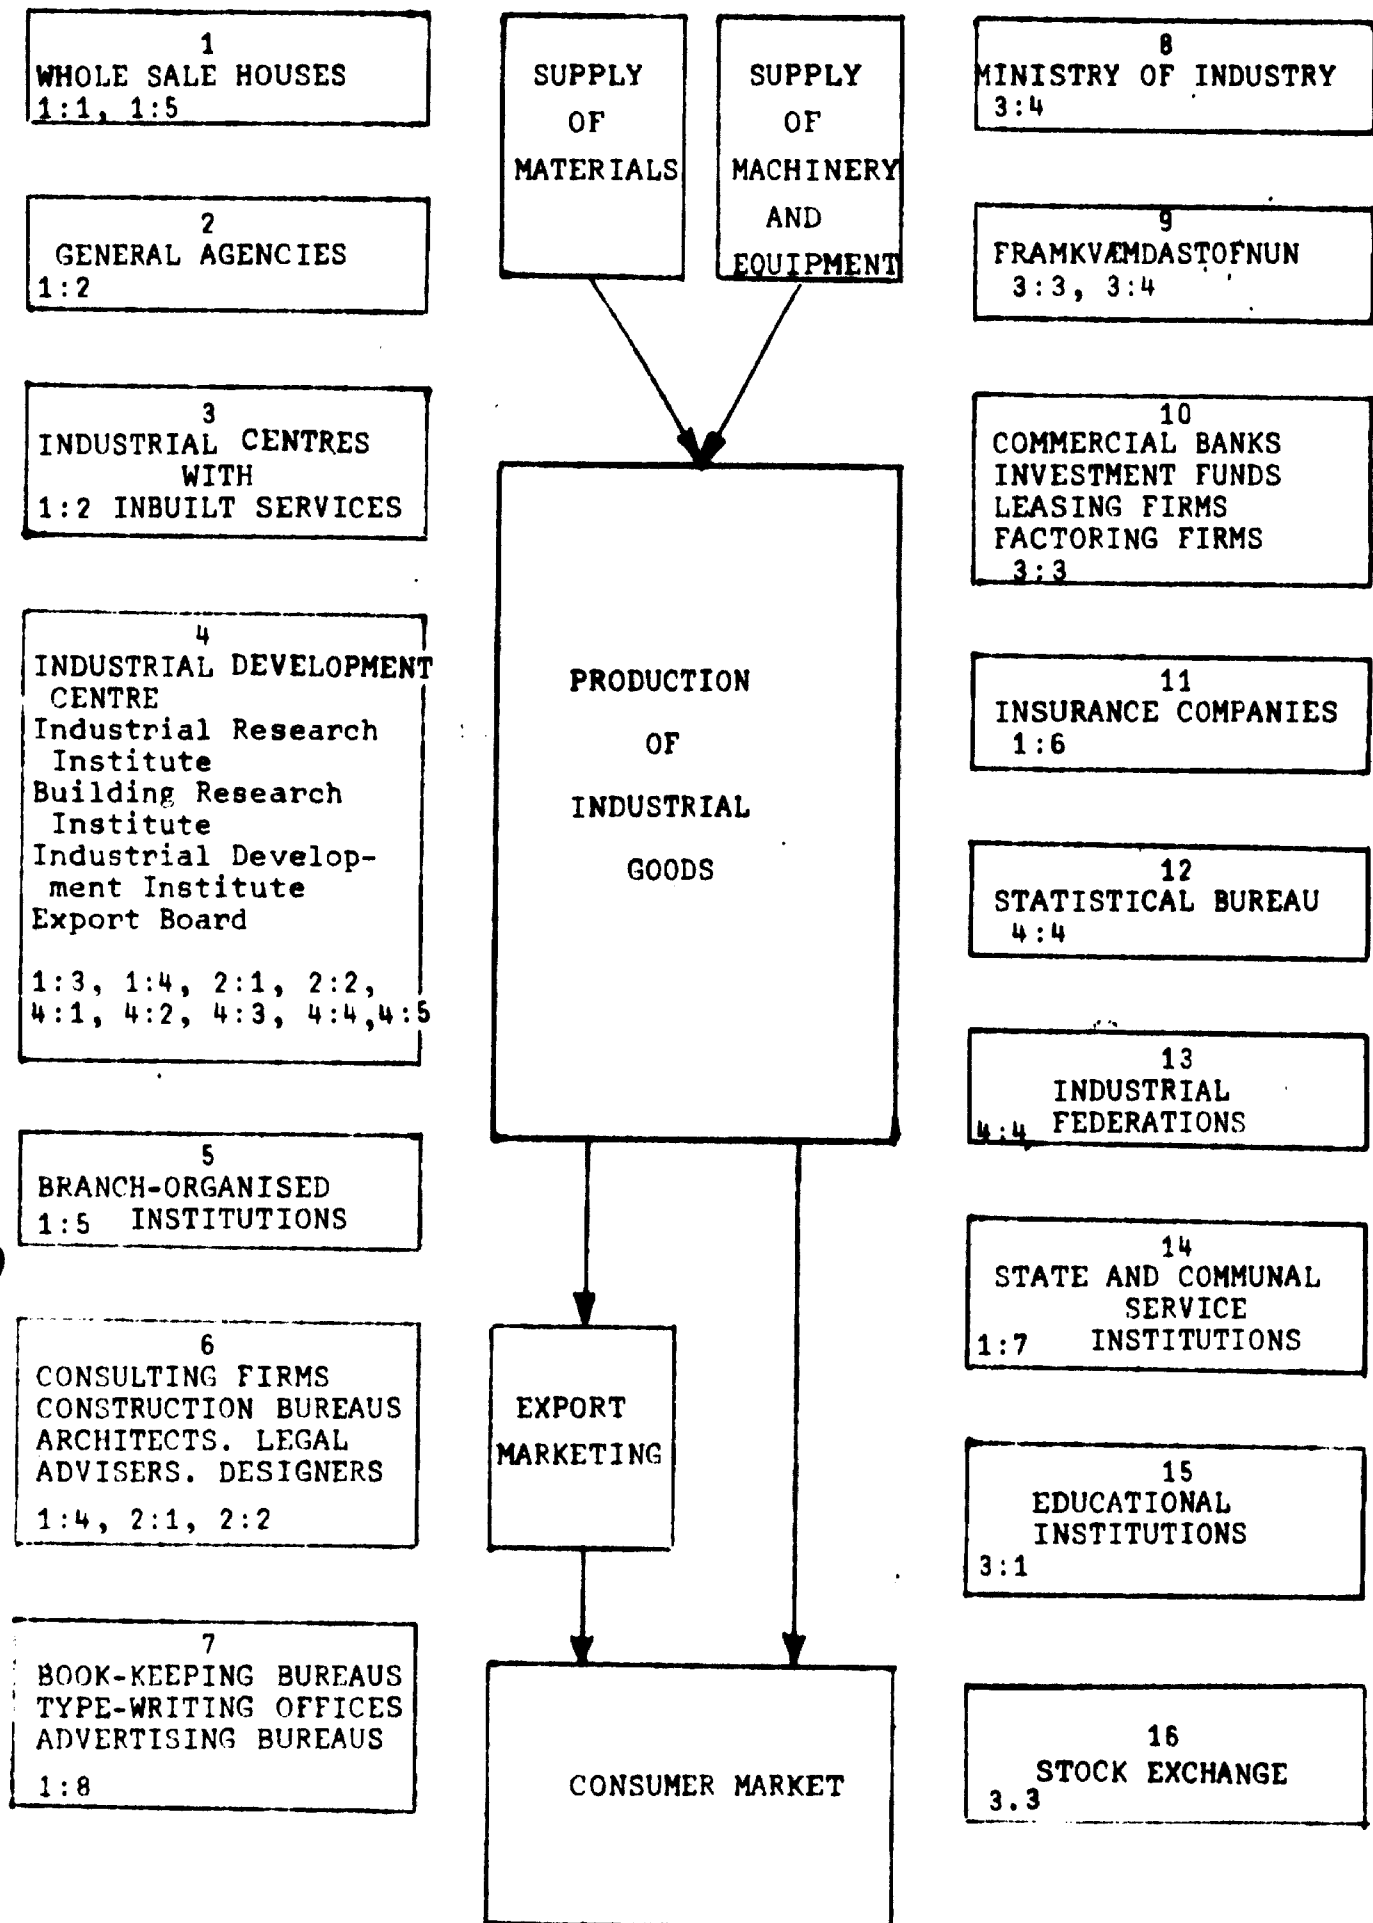 1
WHOLE SALE HOUSES
1:1, 1:5
2
GENERAL AGENCIES
1:2
3
INDUSTRIAL CENTRES
WITH
1:2 INBUILT SERVICES
4
INDUSTRIAL DEVELOPMENT
CENTRE
Industrial Research
Institute
Building Research
Institute
Industrial Develop-
ment Institute
Export Board
1:3, 1:4, 2:1, 2:2,
4:1, 4:2, 4:3, 4:4,4:5
5
BRANCH-ORGANISED
1:5 INSTITUTIONS
6
CONSULTING FIRMS
CONSTRUCTION BUREAUS
ARCHITECTS. LEGAL
ADVISERS. DESIGNERS
1:4, 2:1, 2:2
7
BOOK-KEEPING BUREAUS
TYPE-WRITING OFFICES
ADVERTISING BUREAUS
1:8
SUPPLY
OF
MATERIALS
SUPPLY
OF
MACHINERY
AND
EQUIPMENT
PRODUCTION
OF
INDUSTRIAL
GOODS
EXPORT
MARKETING
CONSUMER MARKET
8
MINISTRY OF INDUSTRY
3:4
9
FRAMKVÆMDASTOFNUN
3:3, 3:4
10
COMMERCIAL BANKS
INVESTMENT FUNDS
LEASING FIRMS
FACTORING FIRMS
3:3
11
INSURANCE COMPANIES
1:6
12
STATISTICAL BUREAU
4:4
13
INDUSTRIAL
4:4 FEDERATIONS
14
STATE AND COMMUNAL
SERVICE
1:7 INSTITUTIONS
15
EDUCATIONAL
INSTITUTIONS
3:1
16
STOCK EXCHANGE
3.3